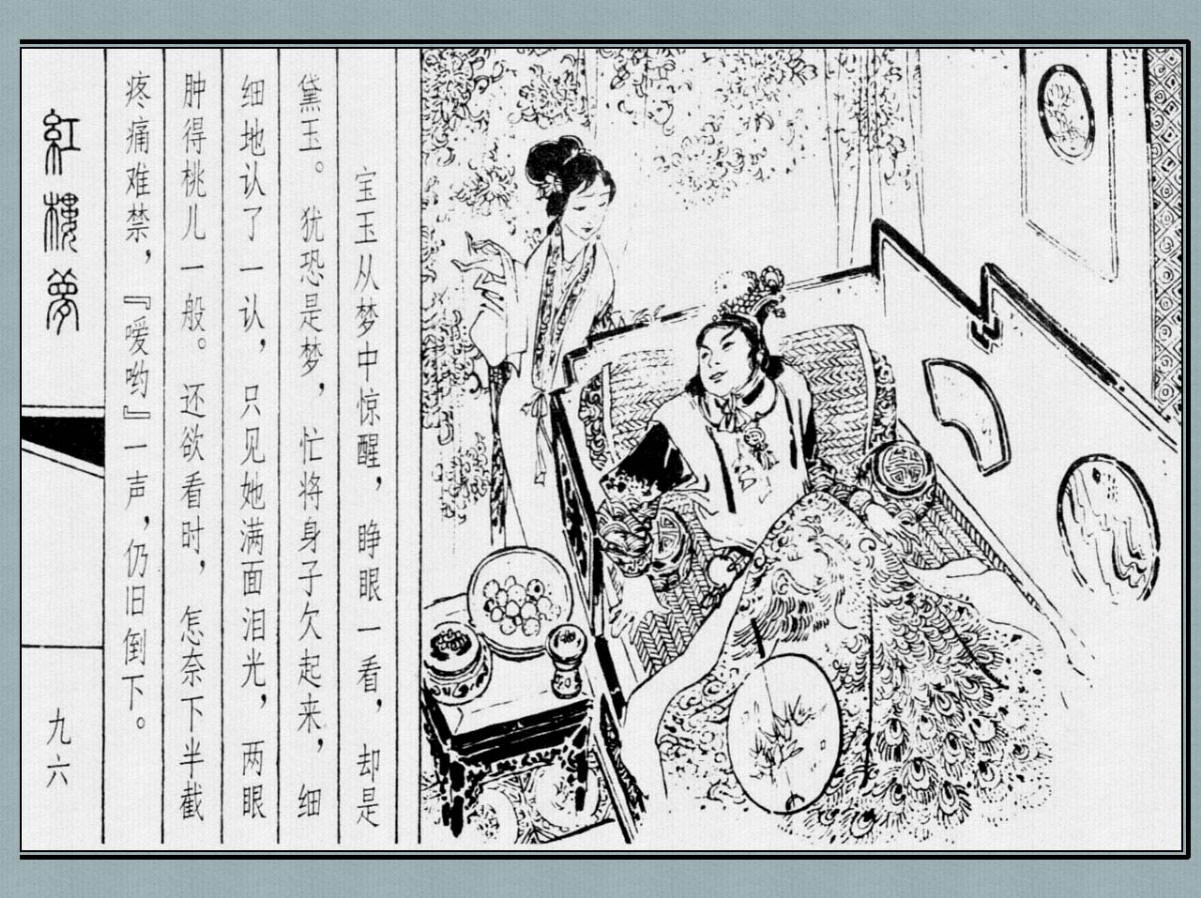 宝玉从梦中惊醒，睁眼一看，却是
黛玉。犹恐是梦，忙将身子欠起来，细
细地认了一认，只见她满面泪光，两眼
肿得桃儿一般。还欲看时，怎奈下半截
疼痛难禁，『嗳哟』一声，仍旧倒下。
紅樓夢
九六